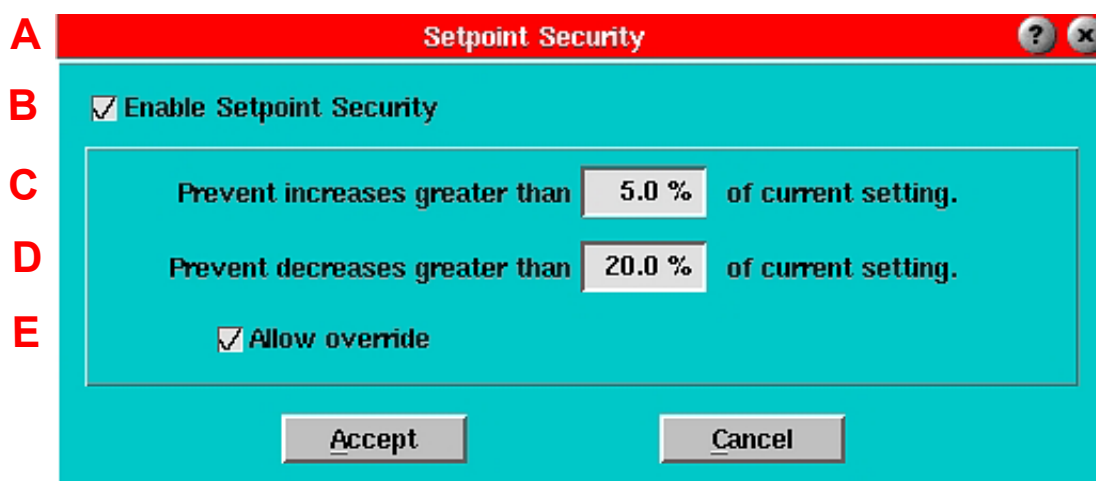 A Setpoint Security ? x
B Enable Setpoint Security
C Prevent increases greater than 5.0 % of current setting.
D Prevent decreases greater than 20.0 % of current setting.
E Allow override
Accept Cancel